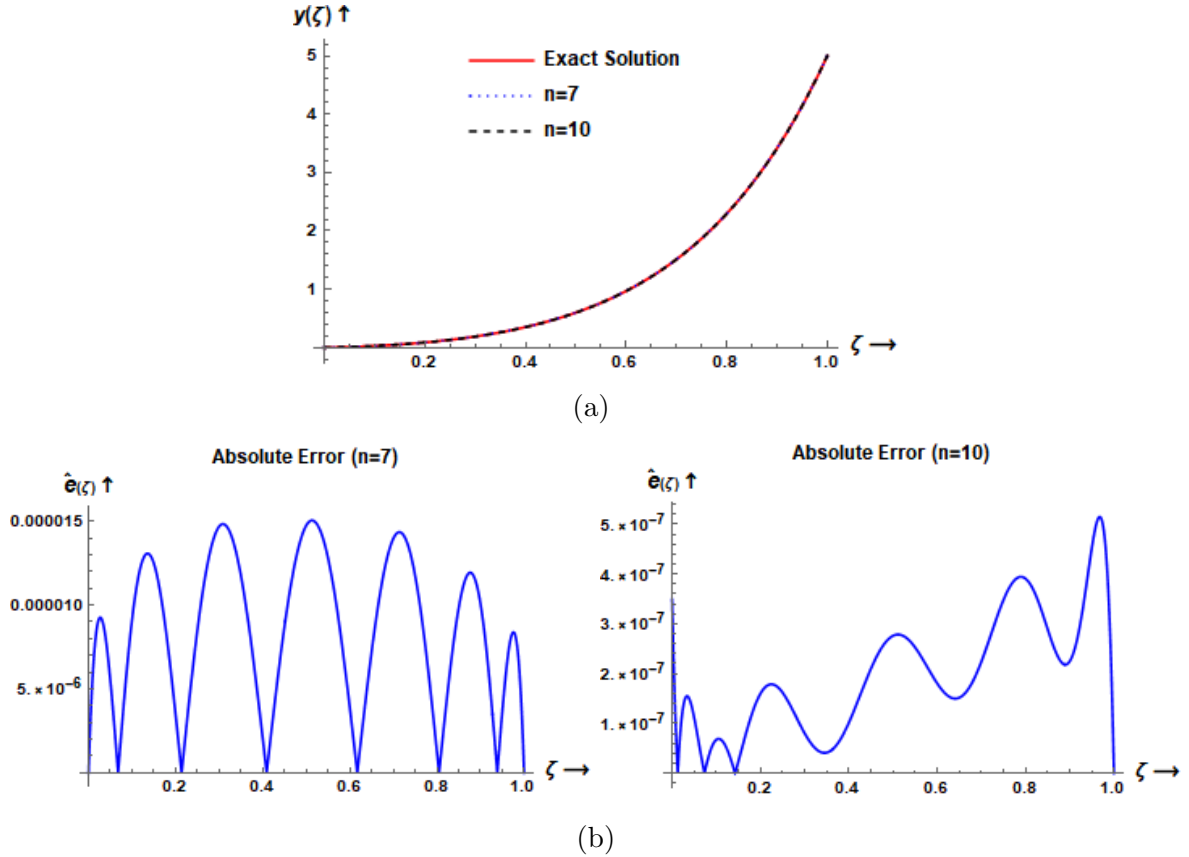 y(ζ) ↑
Exact Solution
n=7
n=10
5
4
3
2
1
0.2 0.4 0.6 0.8 1.0 ζ →
(a)
Absolute Error (n=7)
ê(ζ) ↑
0.000015
0.000010
5.×10⁻⁶
0.2 0.4 0.6 0.8 1.0 ζ →
Absolute Error (n=10)
ê(ζ) ↑
5.×10⁻⁷
4.×10⁻⁷
3.×10⁻⁷
2.×10⁻⁷
1.×10⁻⁷
0.2 0.4 0.6 0.8 1.0 ζ →
(b)